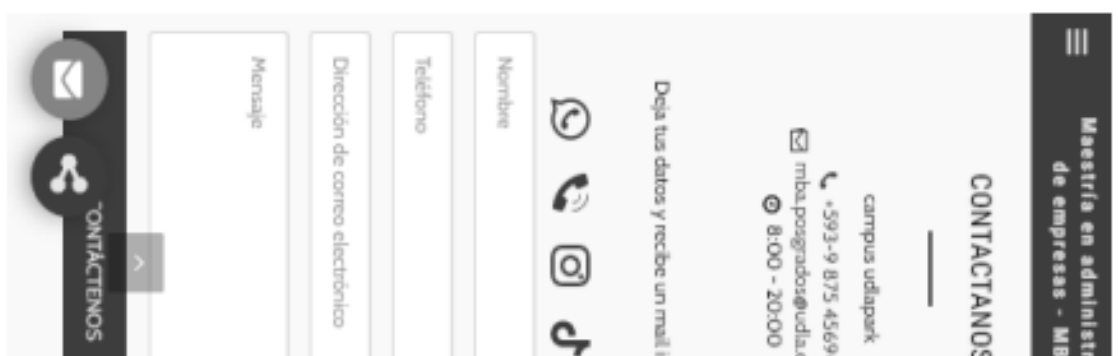 Maestría en administr
de empresas - MB
CONTACTANOS
campus udlapark
+593-9 875 4569
mba.posgrados@udla.
8:00 - 20:00
Deja tus datos y recibe un mail
Nombre
Teléfono
Dirección de correo electrónico
Mensaje
ONTÁCTENOS